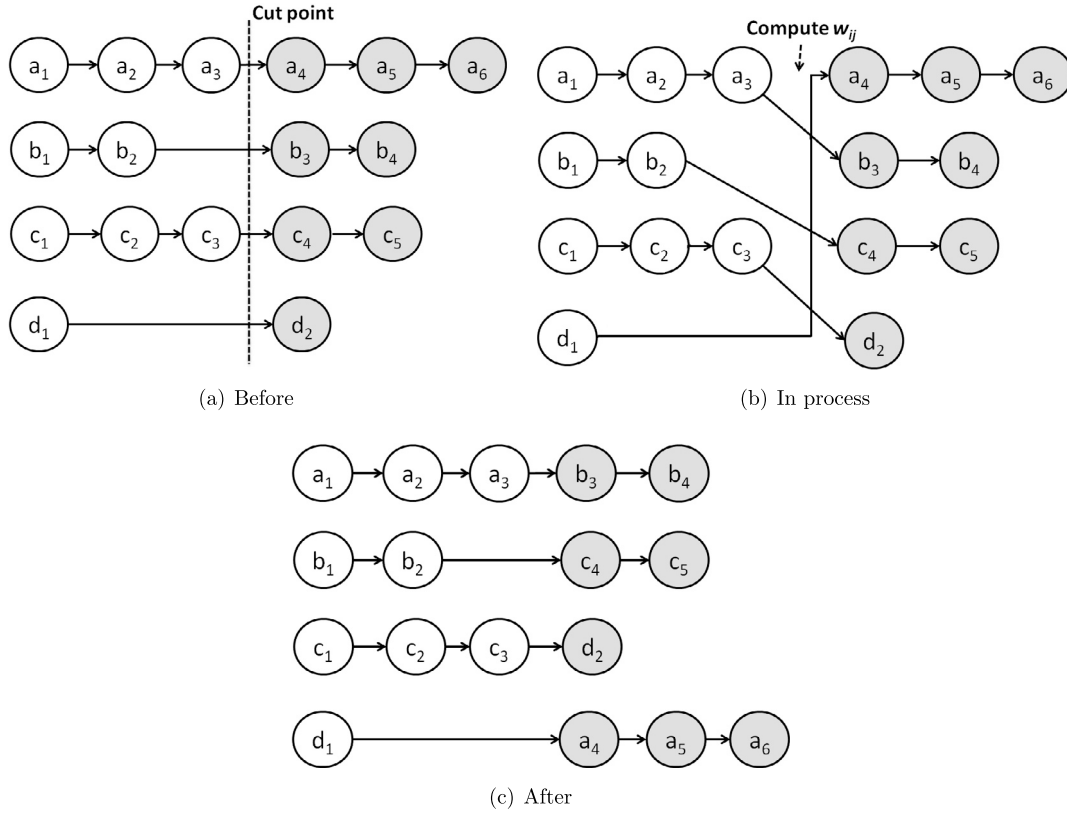 Cut point
a1 a2 a3 a4 a5 a6
b1 b2 b3 b4
c1 c2 c3 c4 c5
d1 d2
(a) Before
Compute wij
a1 a2 a3 a4 a5 a6
b1 b2 b3 b4
c1 c2 c3 c4 c5
d1 d2
(b) In process
a1 a2 a3 b3 b4
b1 b2 c4 c5
c1 c2 c3 d2
d1 a4 a5 a6
(c) After